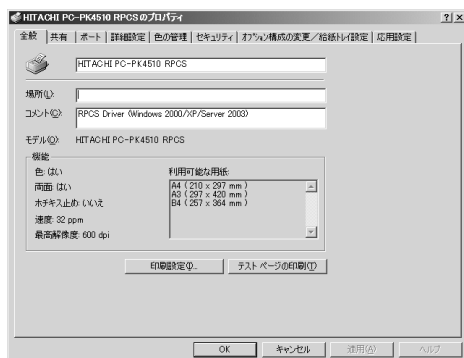 HITACHI PC-PK4510 RPCSのプロパティ
全般 共有 ポート 詳細設定 色の管理 セキュリティ オプション構成の変更／給紙トレイ設定 応用設定
HITACHI PC-PK4510 RPCS
場所(L):
コメント(C): RPCS Driver (Windows 2000/XP/Server 2003)
モデル(O): HITACHI PC-PK4510 RPCS
機能
色: はい 利用可能な用紙:
両面: はい A4 (210 x 297 mm)
A3 (297 x 420 mm)
ホチキス止め: いいえ B4 (257 x 364 mm)
速度: 32 ppm
最高解像度: 600 dpi
印刷設定(I)... テスト ページの印刷(T)
OK キャンセル 適用(A) ヘルプ